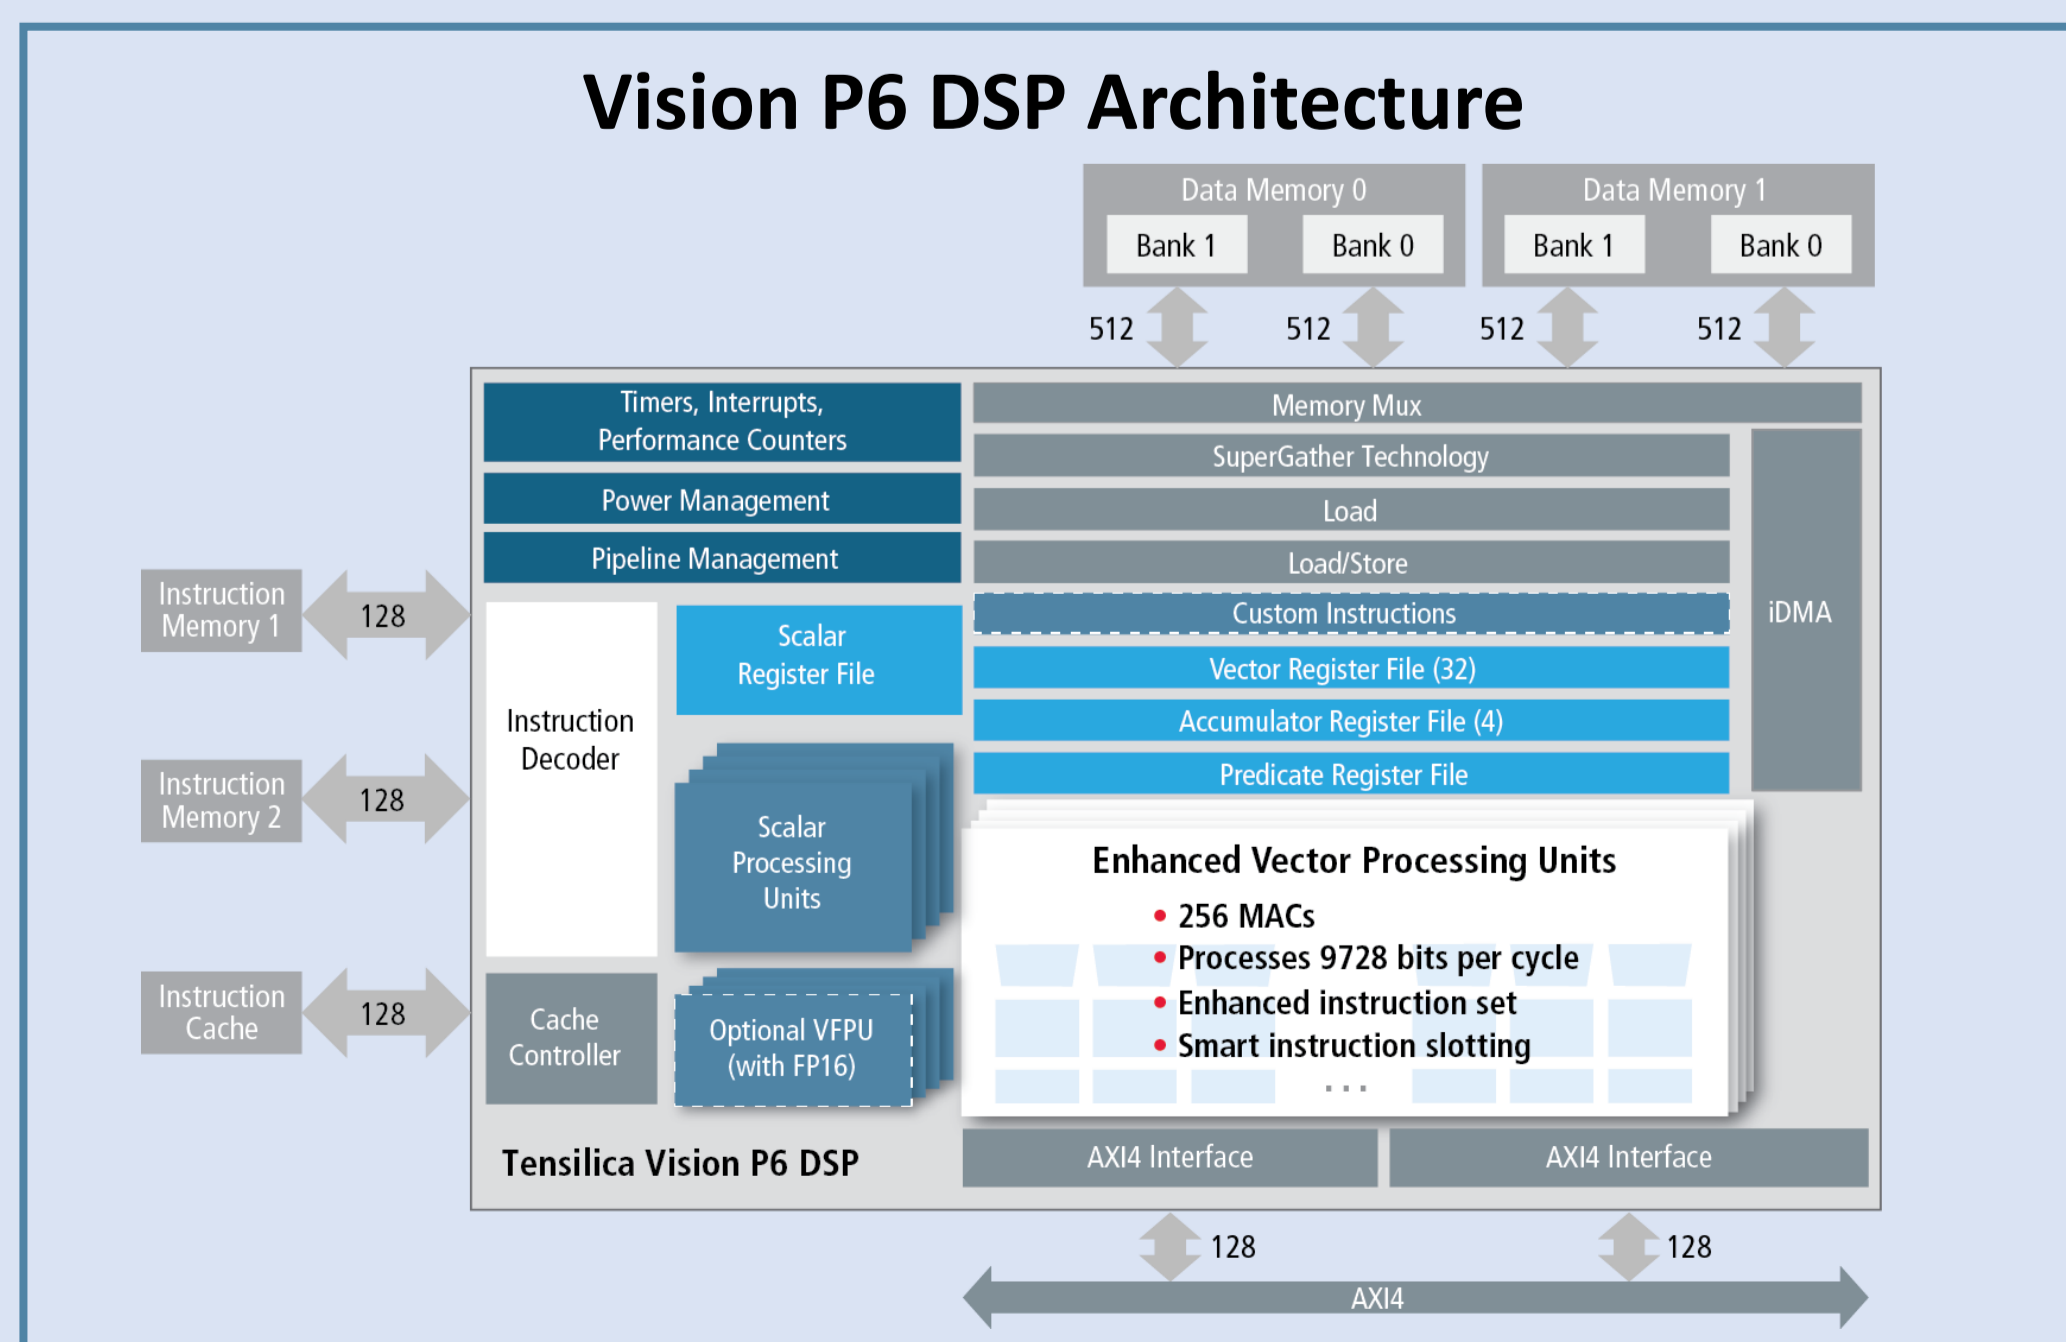 Vision P6 DSP Architecture
Data Memory 0
Data Memory 1
Bank 1
Bank 0
Bank 1
Bank 0
512
512
512
512
Timers, Interrupts,
Performance Counters
Power Management
Pipeline Management
Memory Mux
SuperGather Technology
Load
Load/Store
Custom Instructions
Vector Register File (32)
Accumulator Register File (4)
Predicate Register File
iDMA
Instruction
Memory 1
128
Instruction
Memory 2
128
Instruction
Cache
128
Instruction
Decoder
Scalar
Register File
Scalar
Processing
Units
Cache
Controller
Optional VFPU
(with FP16)
Enhanced Vector Processing Units
• 256 MACs
• Processes 9728 bits per cycle
• Enhanced instruction set
• Smart instruction slotting
...
Tensilica Vision P6 DSP
AXI4 Interface
AXI4 Interface
128
128
AXI4